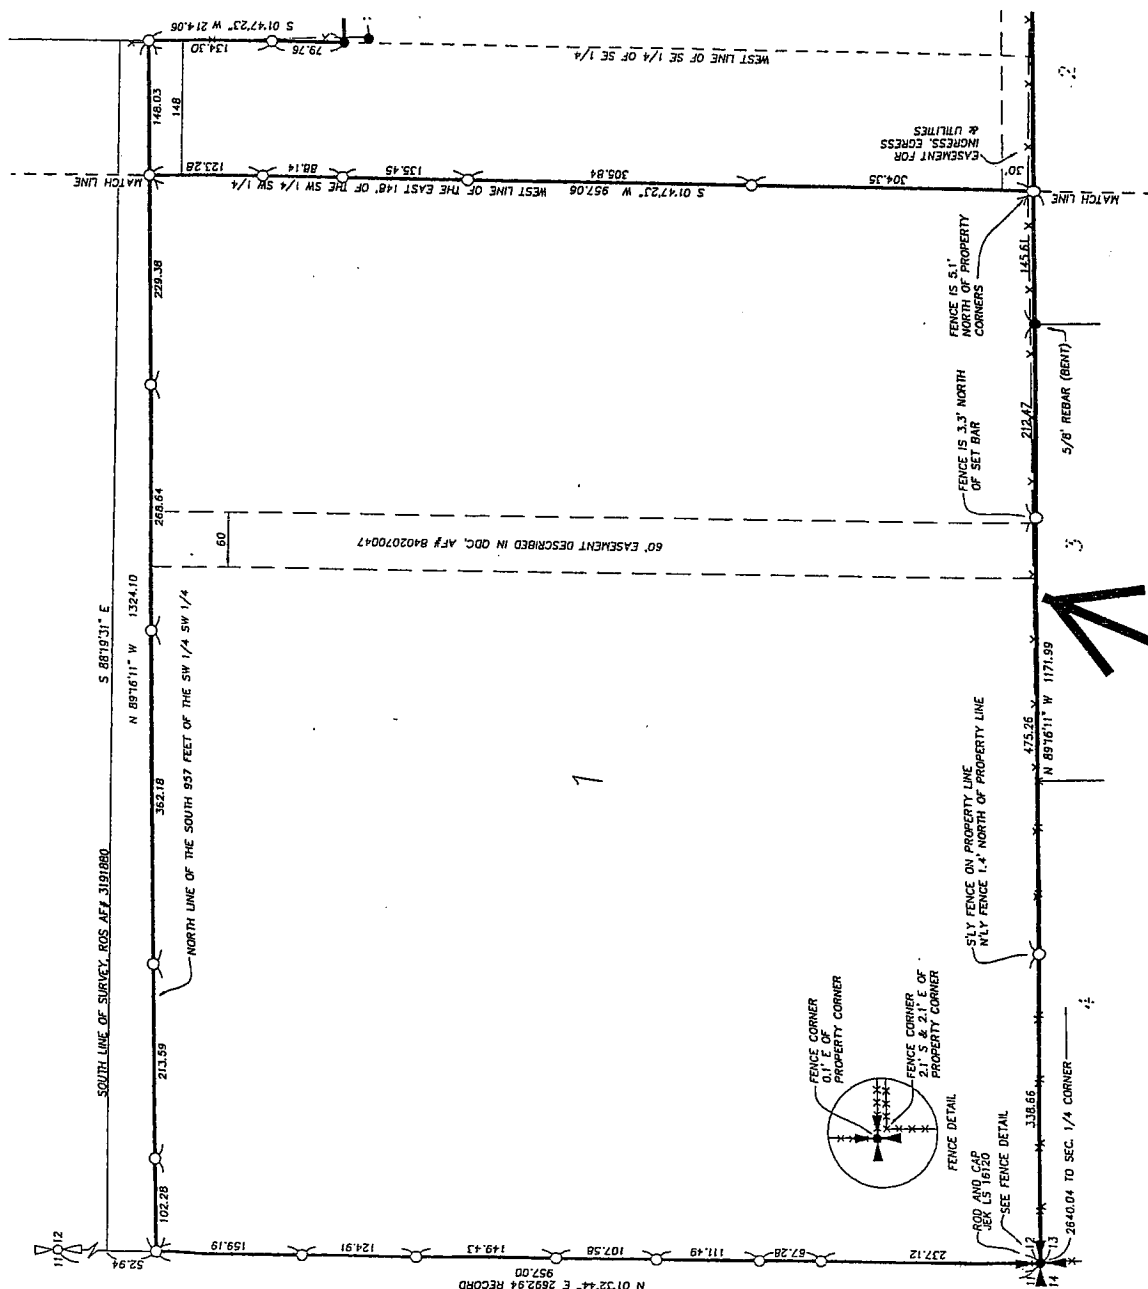 S 01°47'23" W 214.06
134.30
79.76
148.03
148
WEST LINE OF SE 1/4 OF SE 1/4
2
EASEMENT FOR
INGRESS, EGRESS
& UTILITIES
30'
MATCH LINE
123.28
88.14
135.45
305.84
304.35
WEST LINE OF THE EAST 148' OF THE SW 1/4 SW 1/4
S 01°47'23" W 957.06
MATCH LINE
229.38
FENCE IS 5.1'
NORTH OF PROPERTY
CORNERS
145.61
5/8' REBAR (BENT)
FENCE IS 3.3' NORTH
OF SET BAR
212.47
268.64
60
60' EASEMENT DESCRIBED IN QDC, AF# 8402070047
3
S 88°19'31" E
N 89°16'11" W 1324.10
NORTH LINE OF THE SOUTH 957 FEET OF THE SW 1/4 SW 1/4
SOUTH LINE OF SURVEY, ROS AF# 3191880
362.18
1
475.26
N 89°16'11" W 1171.99
S'LY FENCE ON PROPERTY LINE
N'LY FENCE 1.4' NORTH OF PROPERTY LINE
4
213.59
FENCE CORNER
0.1' E OF
PROPERTY CORNER
FENCE CORNER
2.1' S & 2.1' E OF
PROPERTY CORNER
FENCE DETAIL
338.66
102.28
ROD AND CAP
JEK LS 16120
SEE FENCE DETAIL
2640.04 TO SEC. 1/4 CORNER
11 12
52.94
159.19
124.91
149.43
107.58
111.49
67.28
237.12
11 12
14 13
957.00
N 01°32'44" E 2692.94 RECORD